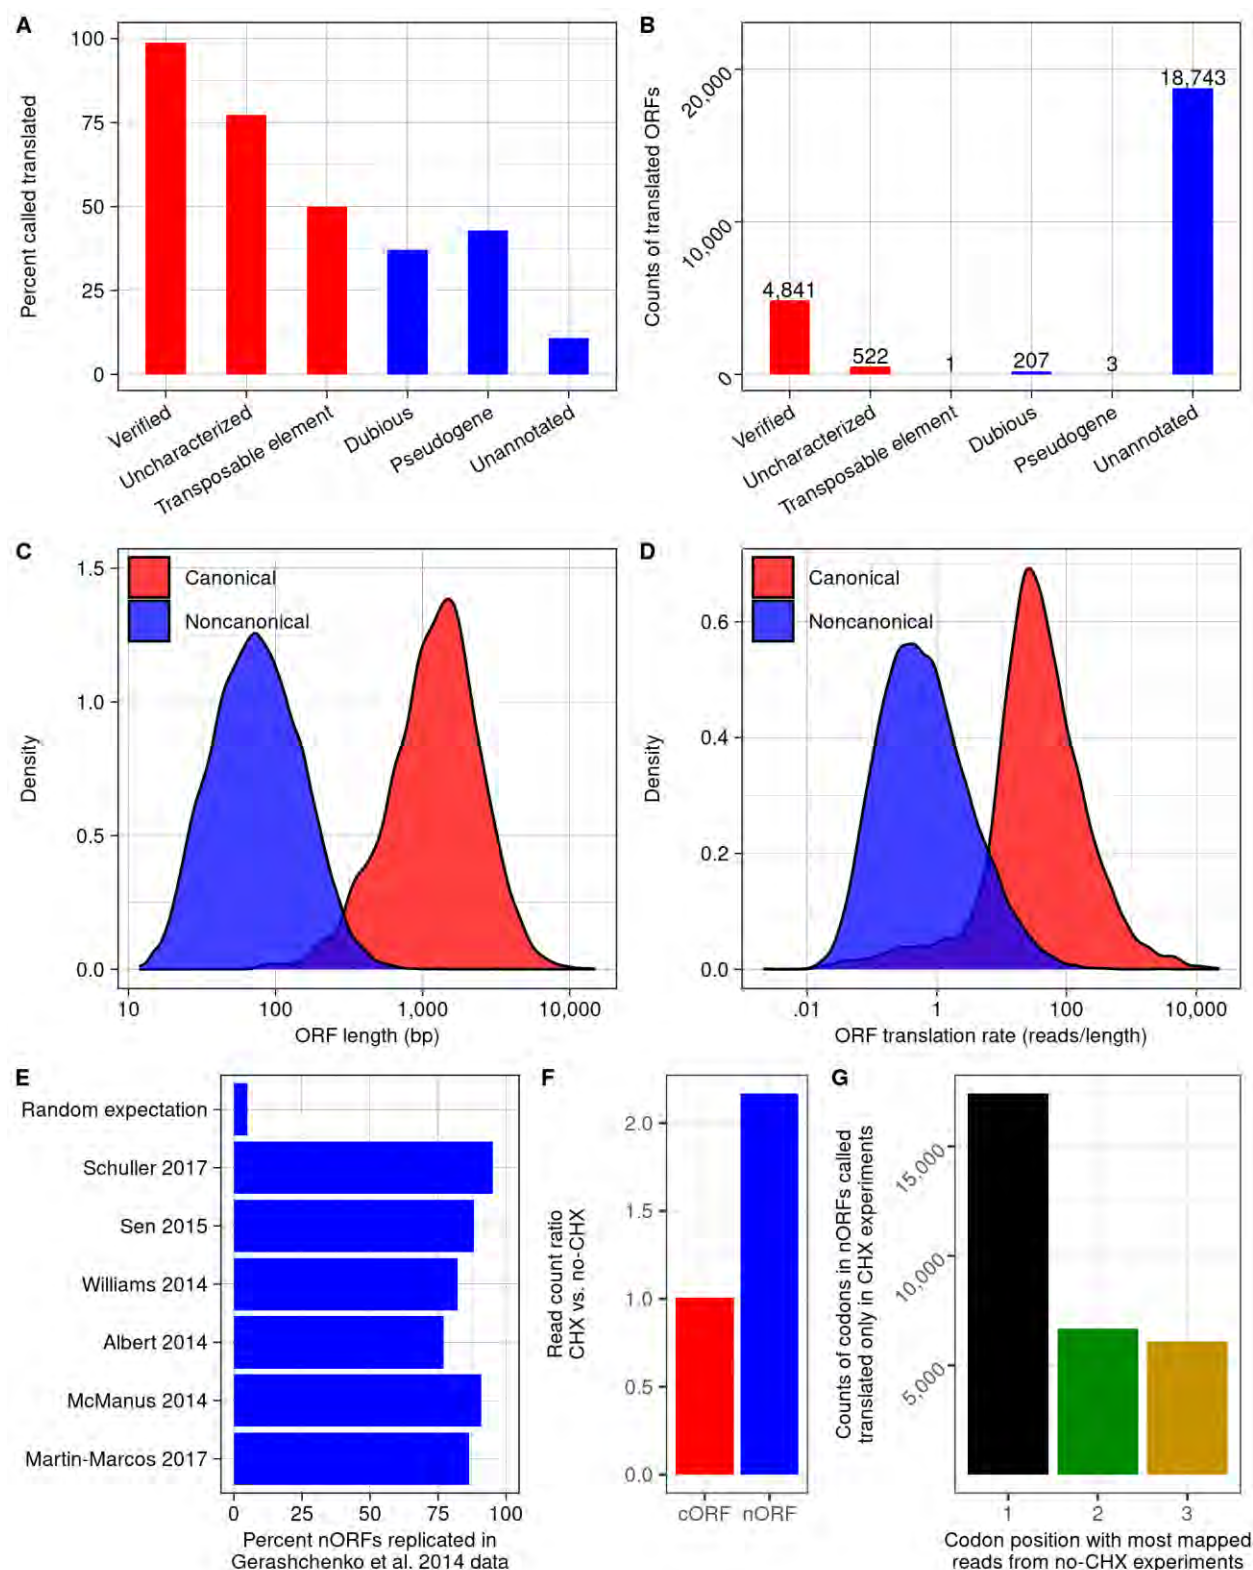 A
100
75
50
25
0
Percent called translated
Verified
Uncharacterized
Transposable element
Dubious
Pseudogene
Unannotated
B
20,000
10,000
0
Counts of translated ORFs
4,841
522
1
207
3
18,743
Verified
Uncharacterized
Transposable element
Dubious
Pseudogene
Unannotated
C
1.5
1.0
0.5
0.0
Density
Canonical
Noncanonical
10
100
1,000
10,000
ORF length (bp)
D
0.6
0.4
0.2
0.0
Density
Canonical
Noncanonical
.01
1
100
10,000
ORF translation rate (reads/length)
E
Random expectation
Schuller 2017
Sen 2015
Williams 2014
Albert 2014
McManus 2014
Martin-Marcos 2017
0
25
50
75
100
Percent nORFs replicated in
Gerashchenko et al. 2014 data
F
Read count ratio
CHX vs. no-CHX
2.0
1.5
1.0
0.5
0.0
cORF
nORF
G
Counts of codons in nORFs called
translated only in CHX experiments
15,000
10,000
5,000
1
2
3
Codon position with most mapped
reads from no-CHX experiments